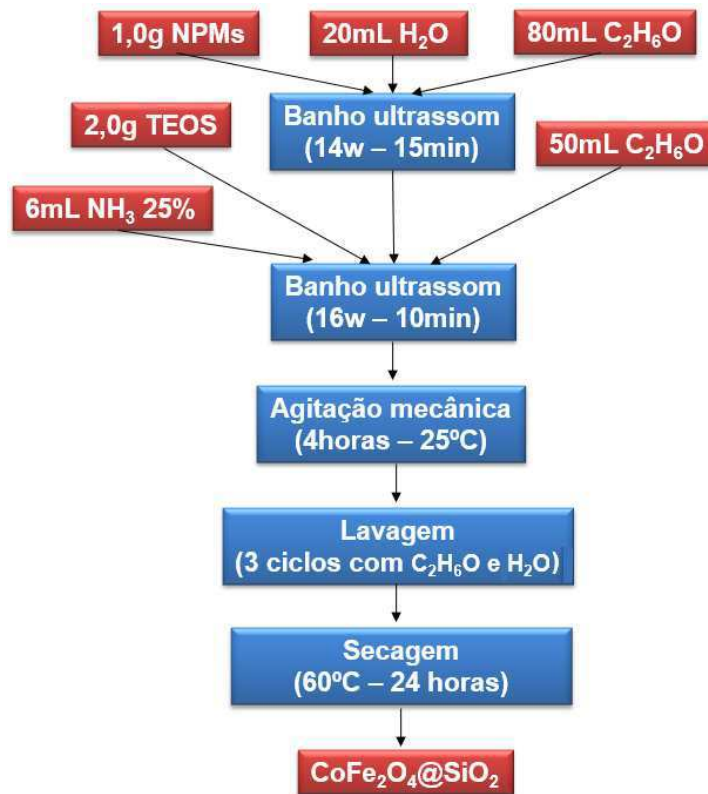 1,0g NPMs
20mL H₂O
80mL C₂H₆O
Banho ultrassom
(14w – 15min)
2,0g TEOS
50mL C₂H₆O
6mL NH₃ 25%
Banho ultrassom
(16w – 10min)
Agitação mecânica
(4horas – 25ºC)
Lavagem
(3 ciclos com C₂H₆O e H₂O)
Secagem
(60ºC – 24 horas)
CoFe₂O₄@SiO₂